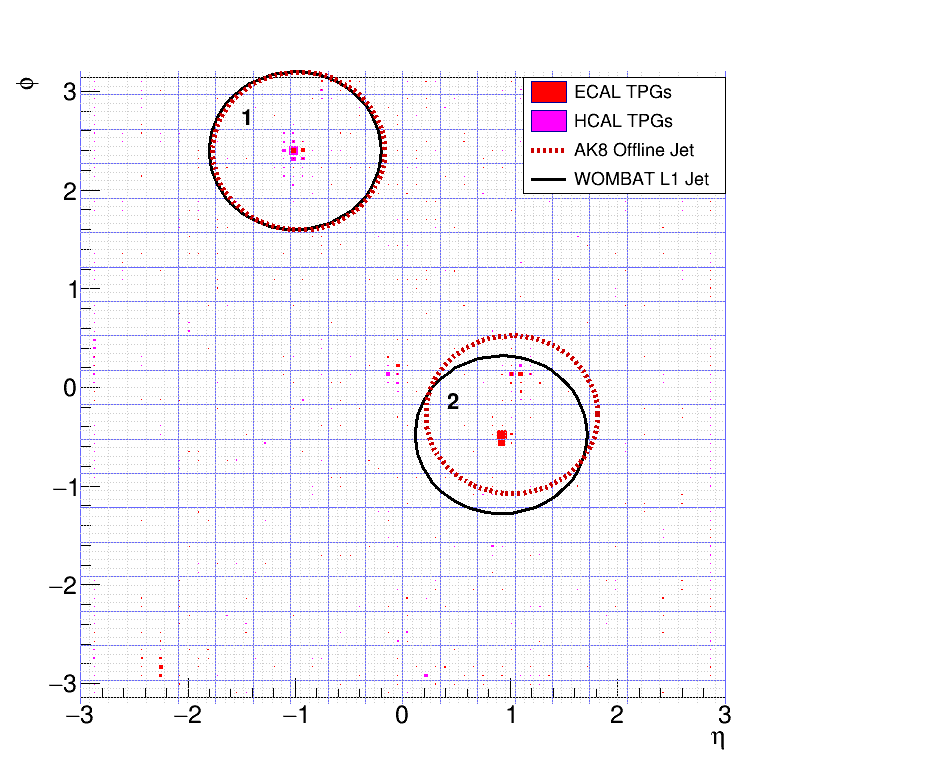 ϕ
3
2
1
0
−1
−2
−3
1
2
ECAL TPGs
HCAL TPGs
AK8 Offline Jet
WOMBAT L1 Jet
−3 −2 −1 0 1 2 3
η